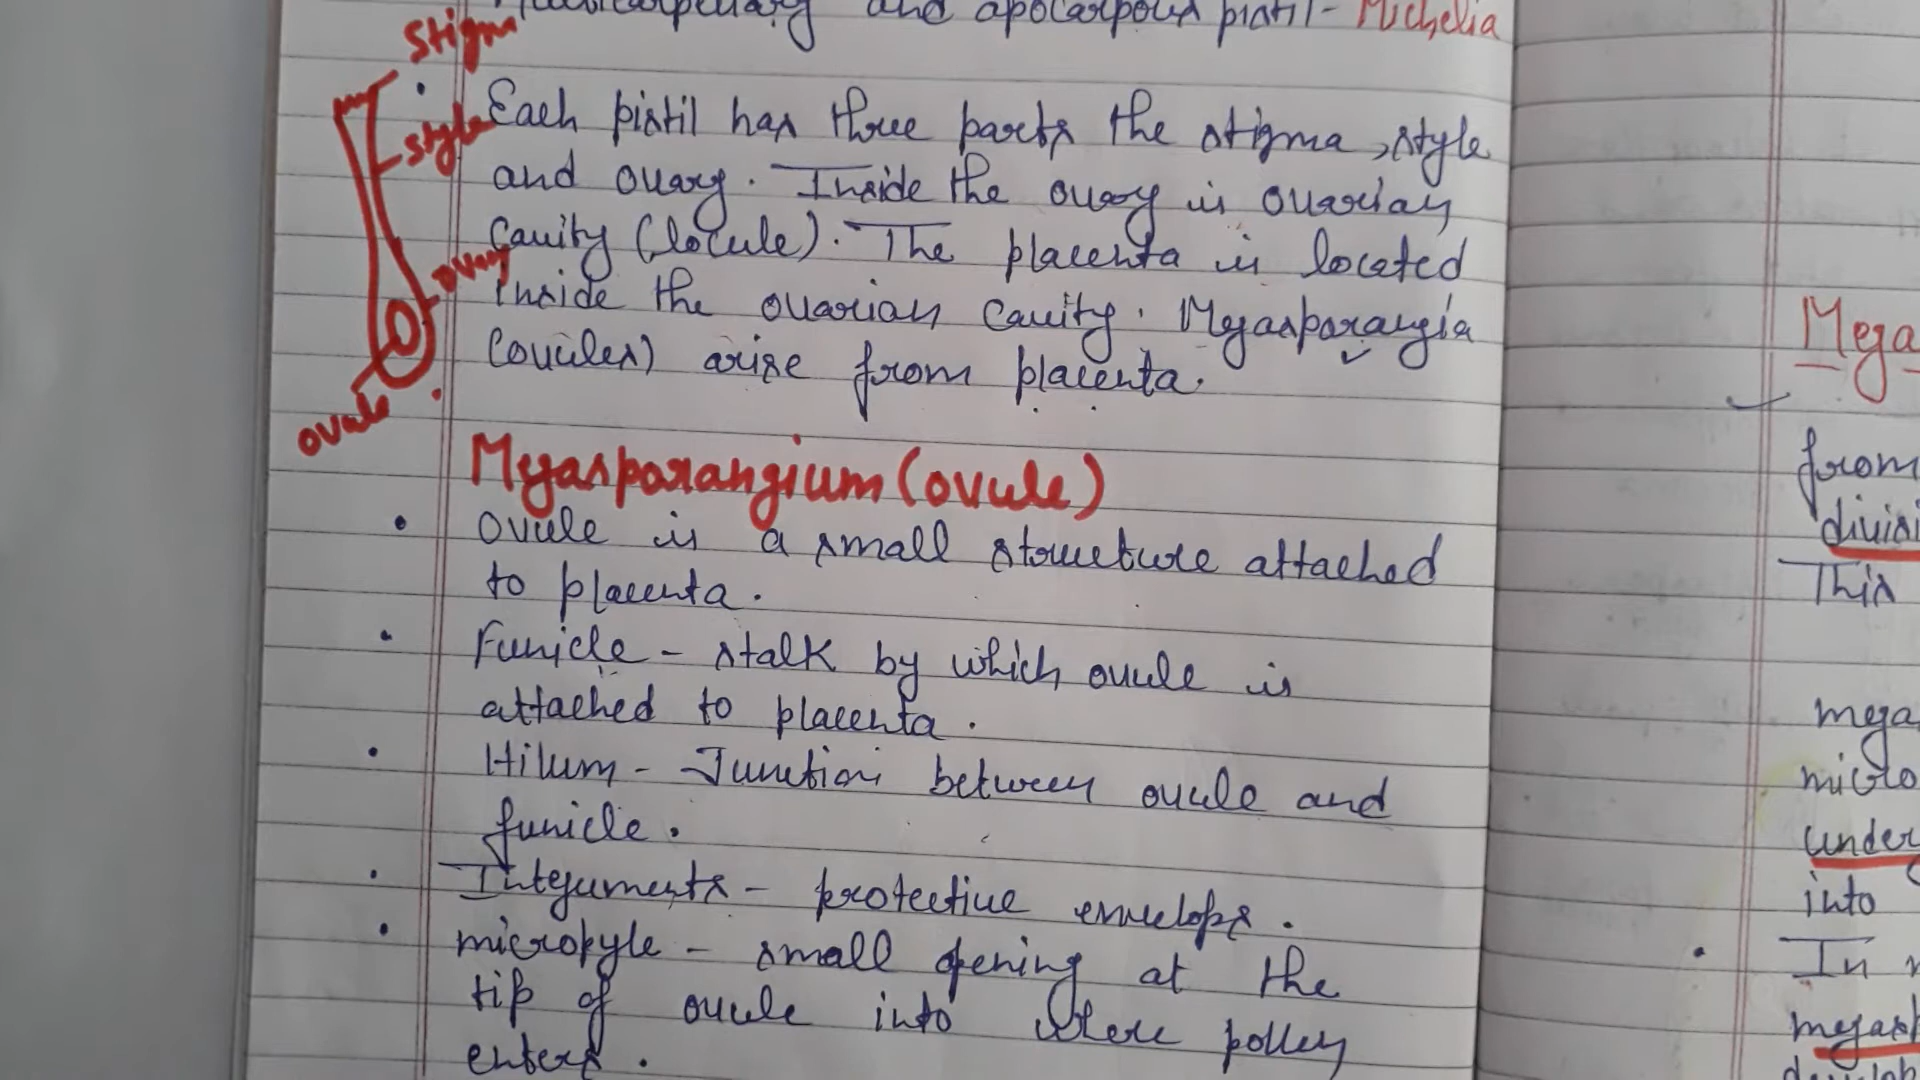 Multicarpellary and apocarpous pistil - Michelia
Stigma
style
ovary
ovule
Each pistil has three parts the stigma, style
and ovary. Inside the ovary is ovarian
cavity (locule). The placenta is located
inside the ovarian cavity. Megasporangia
(ovules) arise from placenta.
Megasporangium (ovule)
• Ovule is a small structure attached
to placenta.
• Funicle - stalk by which ovule is
attached to placenta.
• Hilum - Junction between ovule and
funicle.
• Integuments - protective envelops.
• micropyle - small opening at the
tip of ovule into where pollen
enters.
Mega
from
divisi
This
mega
micro
under
into
• In
megasp